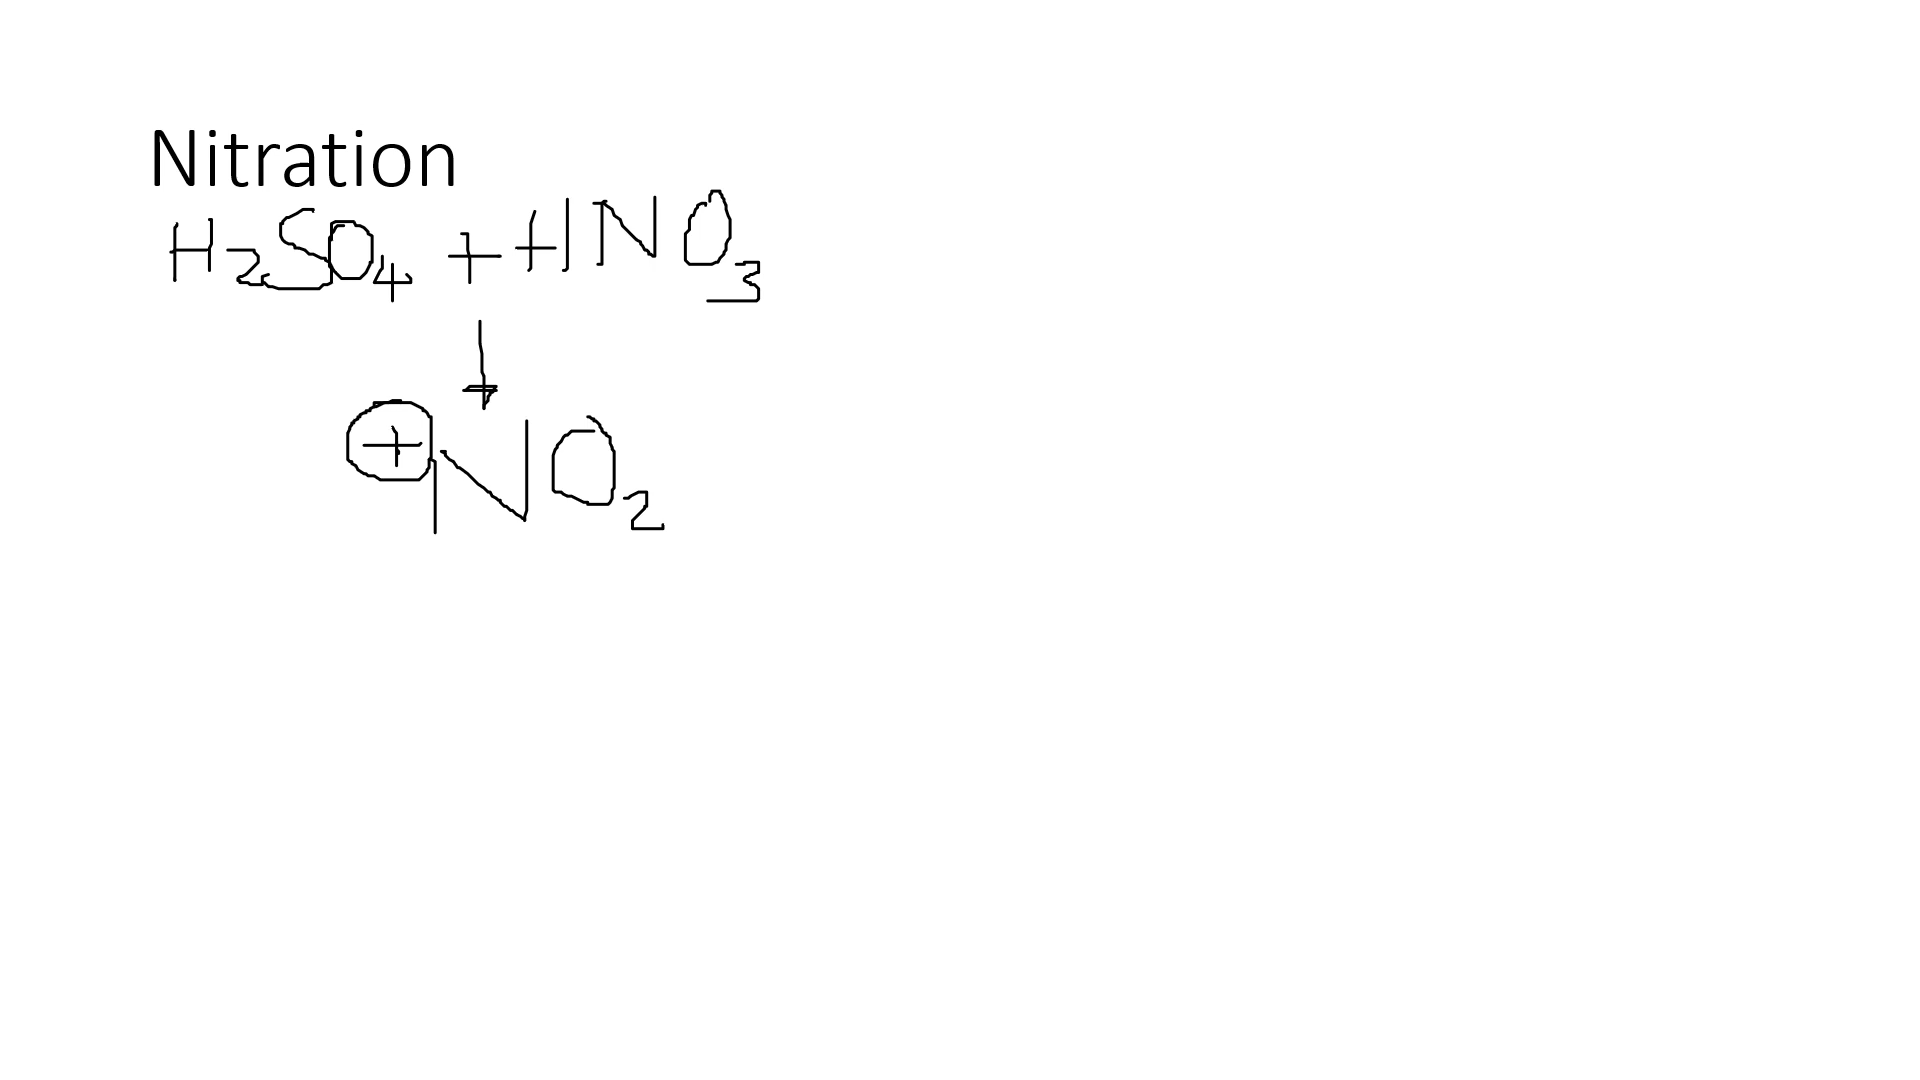 Nitration
H₂SO₄ + HNO₃
↓
⊕NO₂